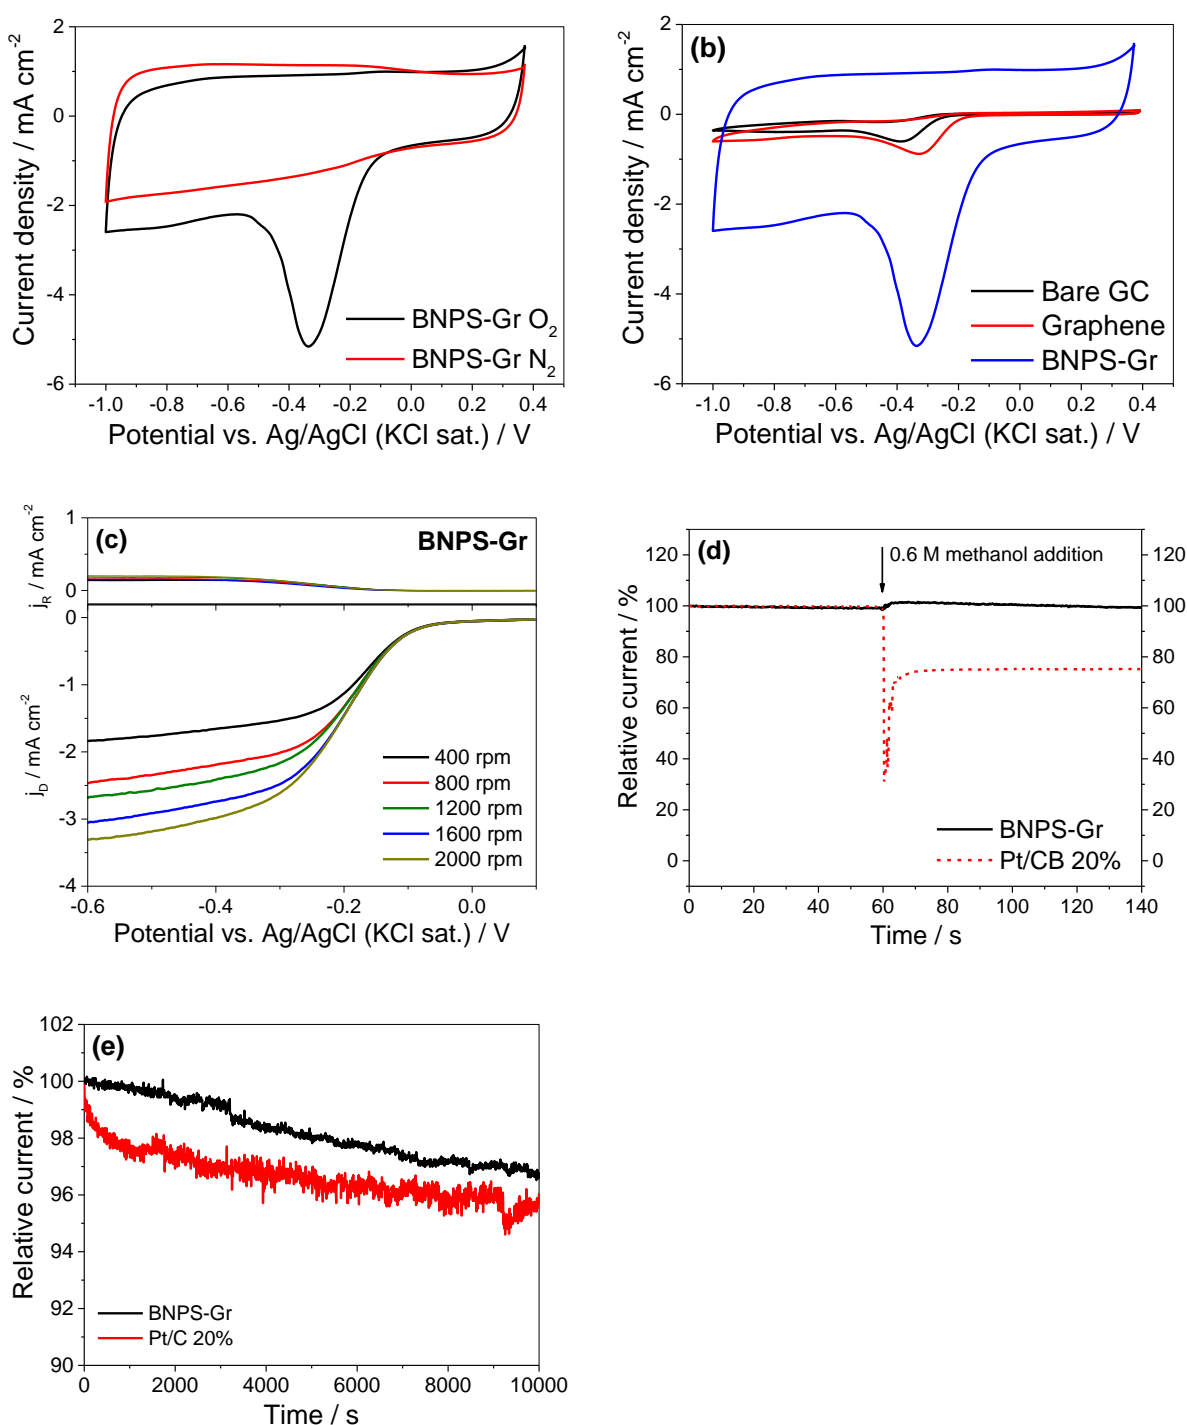 2
0
-2
-4
-6
Current density / mA cm-2
BNPS-Gr O2
BNPS-Gr N2
-1.0 -0.8 -0.6 -0.4 -0.2 0.0 0.2 0.4
Potential vs. Ag/AgCl (KCl sat.) / V
(b)
2
0
-2
-4
-6
Current density / mA cm-2
Bare GC
Graphene
BNPS-Gr
-1.0 -0.8 -0.6 -0.4 -0.2 0.0 0.2 0.4
Potential vs. Ag/AgCl (KCl sat.) / V
(c)
BNPS-Gr
1
0
jR / mA cm-2
0
-1
-2
-3
-4
jD / mA cm-2
400 rpm
800 rpm
1200 rpm
1600 rpm
2000 rpm
-0.6 -0.4 -0.2 0.0
Potential vs. Ag/AgCl (KCl sat.) / V
(d)
0.6 M methanol addition
120
100
80
60
40
20
0
Relative current / %
120
100
80
60
40
20
0
BNPS-Gr
Pt/CB 20%
0 20 40 60 80 100 120 140
Time / s
(e)
102
100
98
96
94
92
90
Relative current / %
BNPS-Gr
Pt/C 20%
0 2000 4000 6000 8000 10000
Time / s